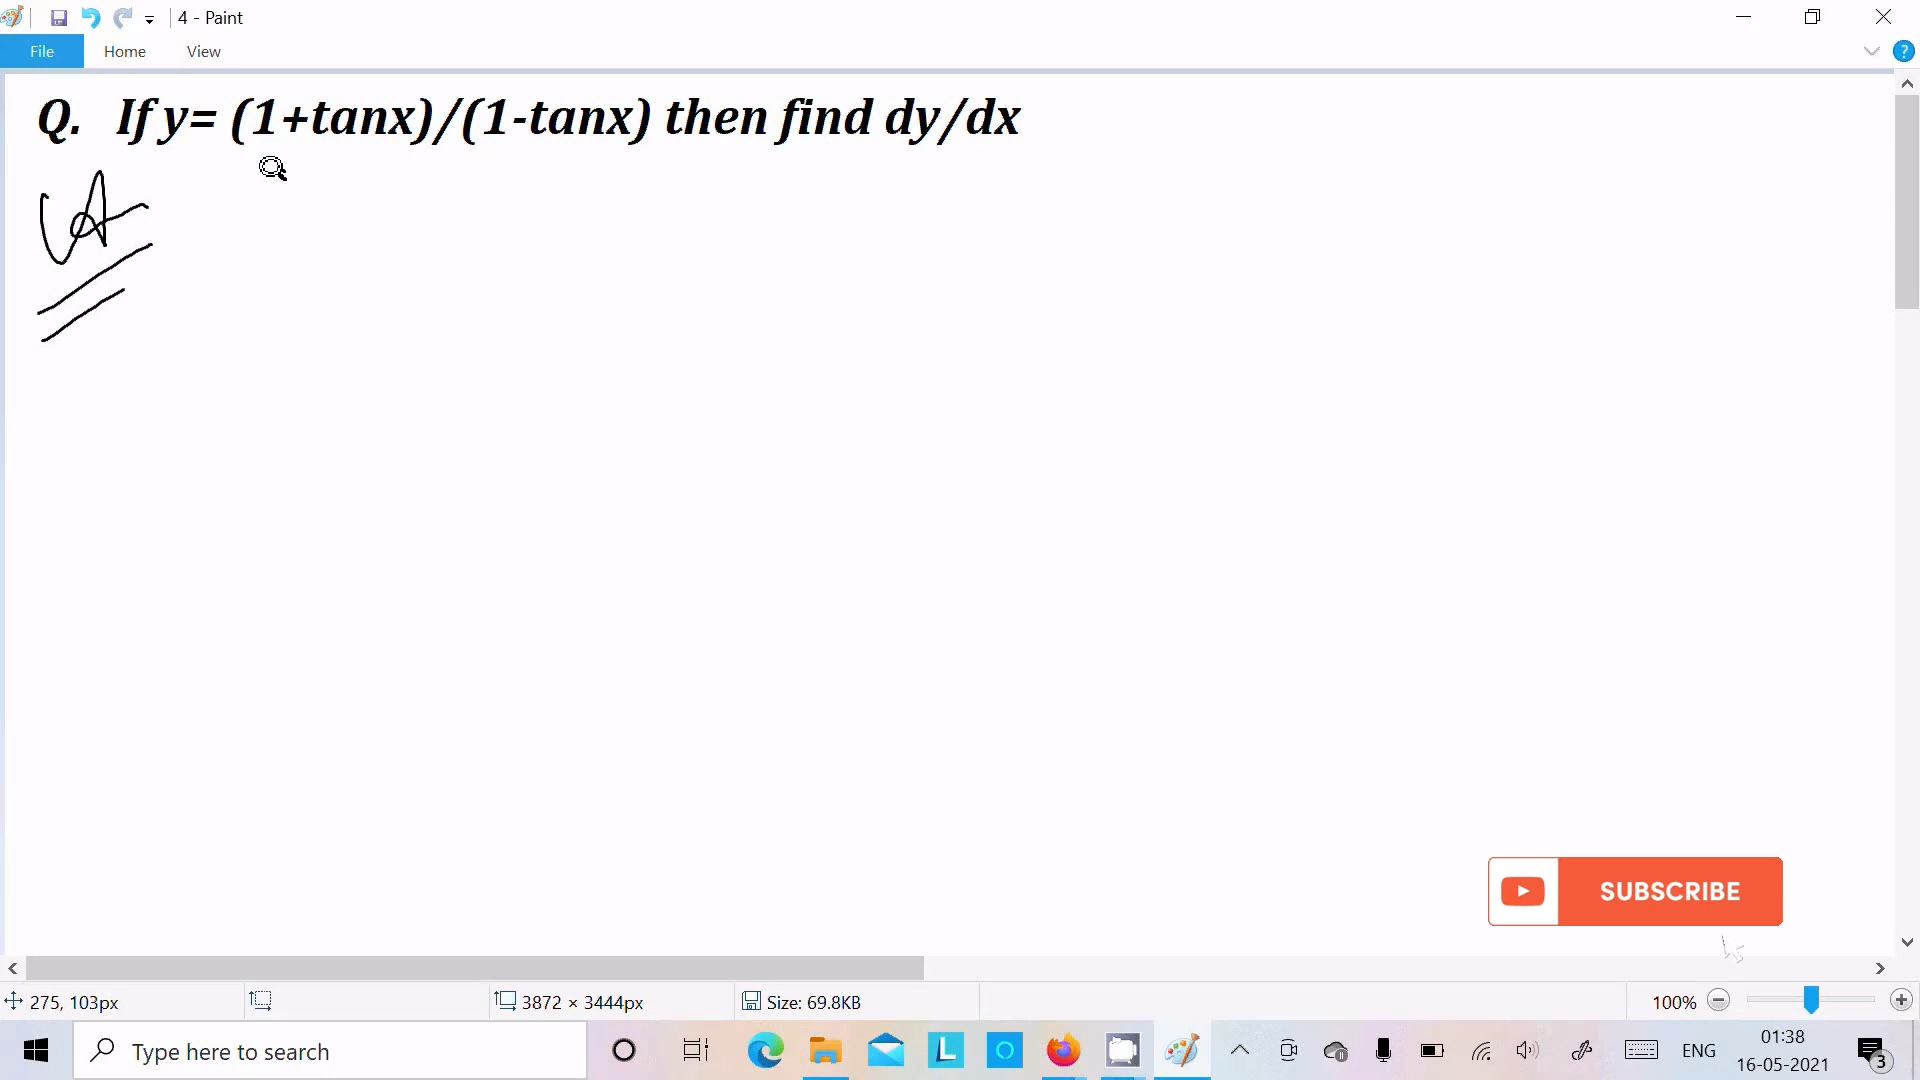 4 - Paint
File Home View
Q. If y= (1+tanx)/(1-tanx) then find dy/dx
SUBSCRIBE
275, 103px 3872 × 3444px Size: 69.8KB 100%
Type here to search ENG 01:38
16-05-2021 3